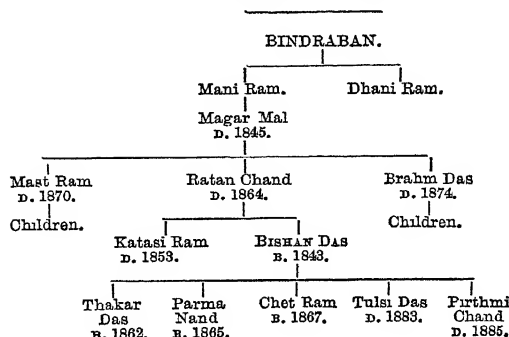 BINDRABAN.
Mani Ram. Dhani Ram.
Magar Mal
D. 1845.
Mast Ram Ratan Chand Brahm Das
D. 1870. D. 1864. D. 1874.
Children. Children.
Katasi Ram BISHAN DAS
D. 1853. B. 1843.
Thakar Parma Chet Ram Tulsi Das Pirthmi
Das Nand B. 1867. D. 1883. Chand
B. 1862. B. 1865. D. 1885.